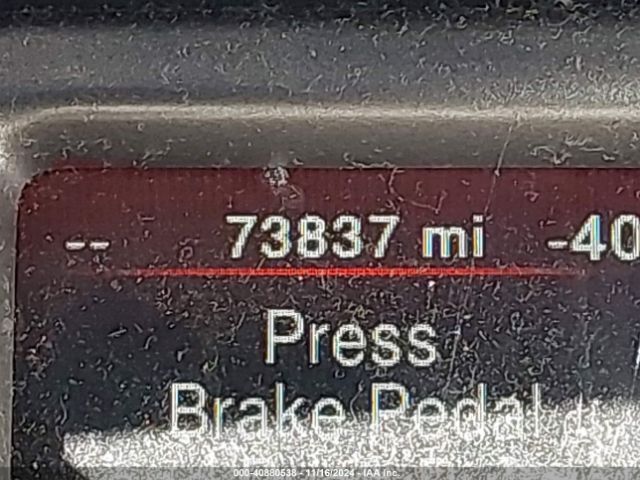 -- 73837 mi -40
Press
Brake Pedal
000-40880538 - 11/16/2024 - IAA Inc.